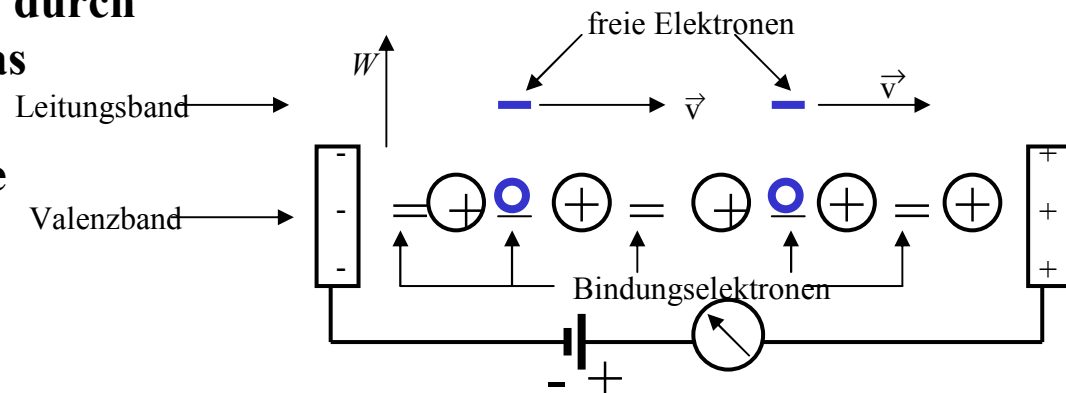 durch
as
freie Elektronen
W
Leitungsband
v
v
e
-
+
Valenzband
-
+
+
=
+
+
=
+
+
=
+
-
+
Bindungselektronen
- +